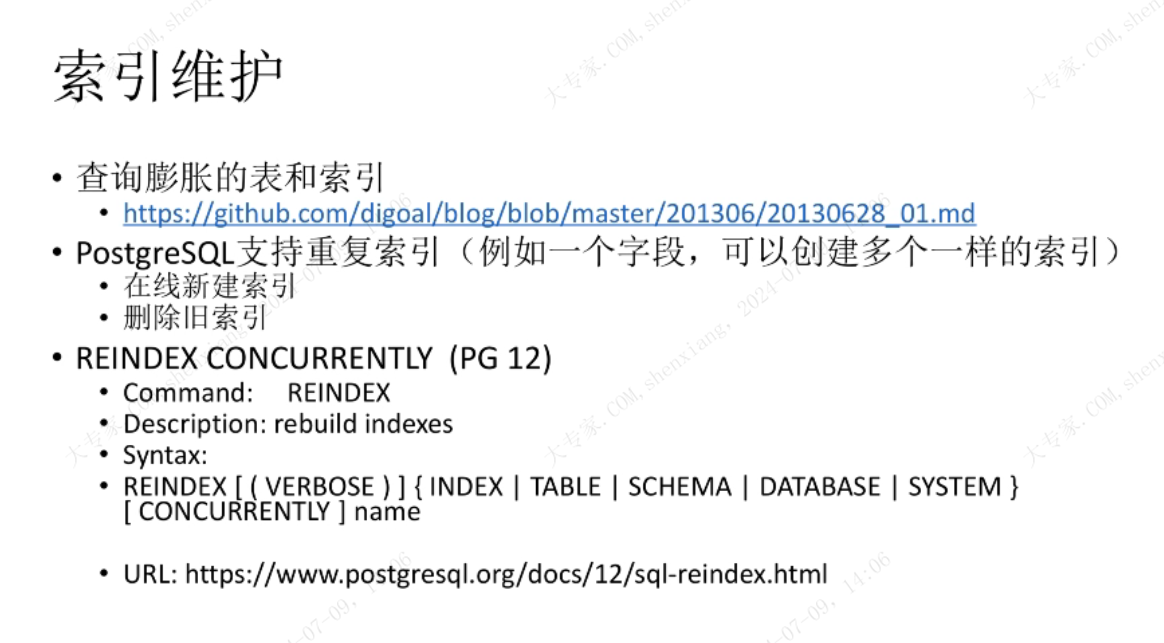 索引维护
• 查询膨胀的表和索引
• https://github.com/digoal/blog/blob/master/201306/20130628_01.md
• PostgreSQL支持重复索引（例如一个字段，可以创建多个一样的索引）
• 在线新建索引
• 删除旧索引
• REINDEX CONCURRENTLY (PG 12)
• Command: REINDEX
• Description: rebuild indexes
• Syntax:
• REINDEX [ ( VERBOSE ) ] { INDEX | TABLE | SCHEMA | DATABASE | SYSTEM }
[ CONCURRENTLY ] name
• URL: https://www.postgresql.org/docs/12/sql-reindex.html
大专家.COM, shenxiang, 2024-07-09, 14:06